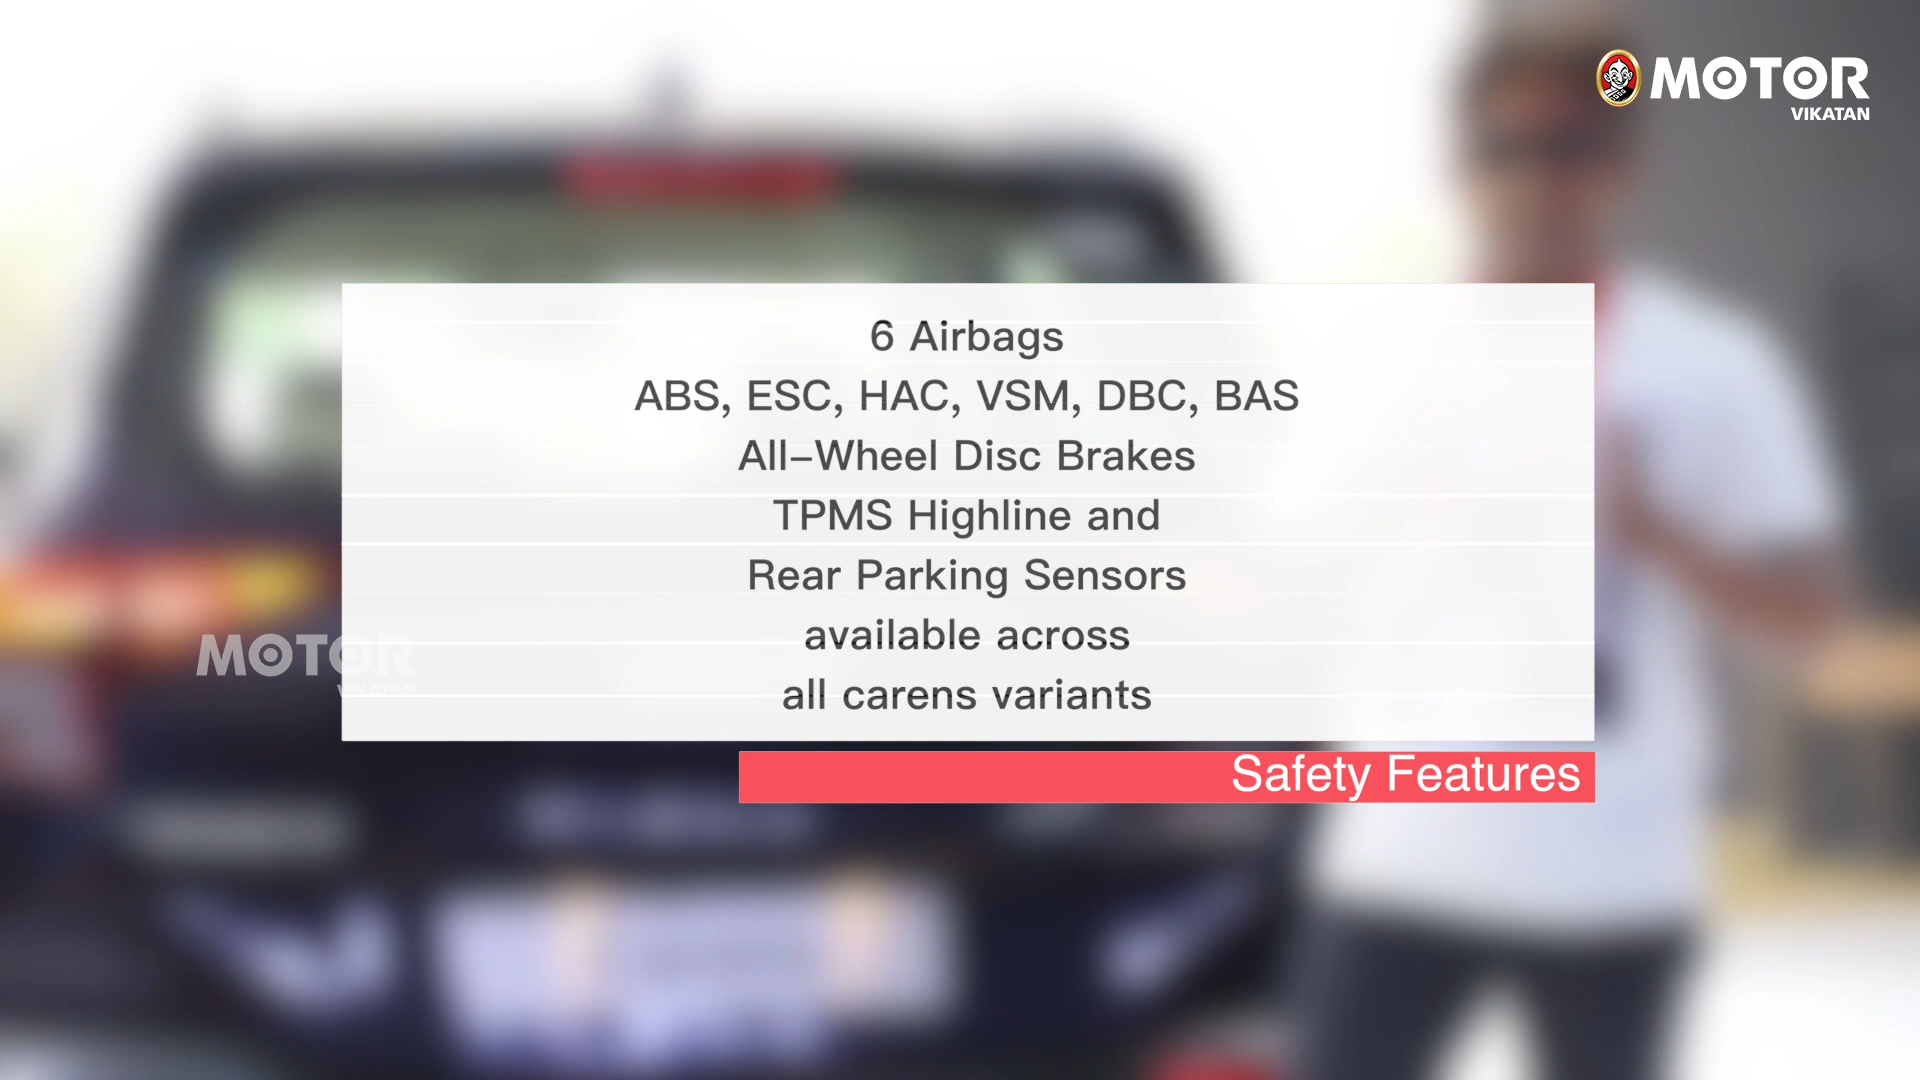 MOTOR
VIKATAN
6 Airbags
ABS, ESC, HAC, VSM, DBC, BAS
All–Wheel Disc Brakes
TPMS Highline and
Rear Parking Sensors
available across
all carens variants
MOTOR
VIKATAN
Safety Features